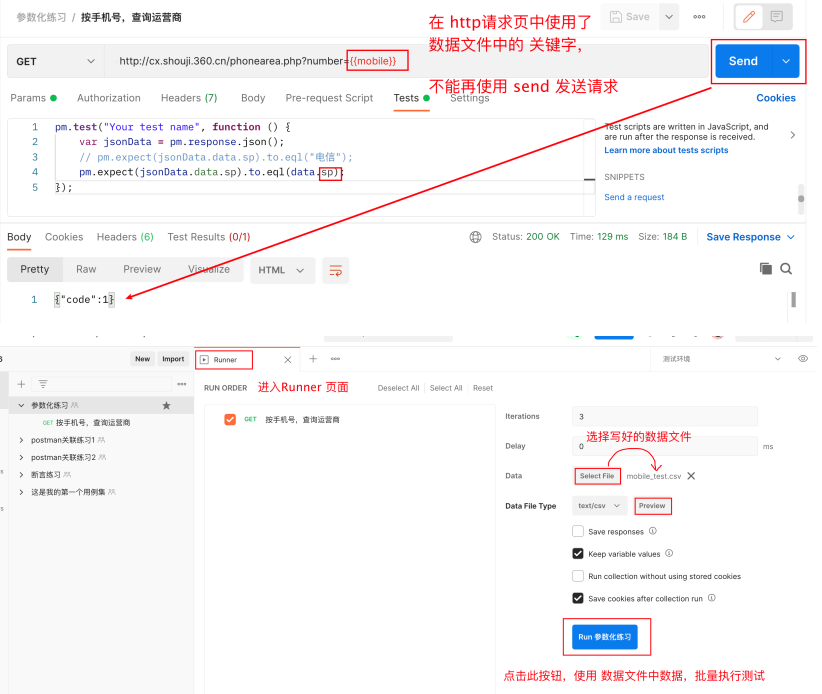 参数化练习 / 按手机号，查询运营商
Save
在 http请求页中使用了
数据文件中的 关键字，
不能再使用 send 发送请求
GET
http://cx.shouji.360.cn/phonearea.php?number={{mobile}}
Send
Params
Authorization
Headers (7)
Body
Pre-request Script
Tests
Settings
Cookies
1 pm.test("Your test name", function () {
2 var jsonData = pm.response.json();
3 // pm.expect(jsonData.data.sp).to.eql("电信");
4 pm.expect(jsonData.data.sp).to.eql(data.sp);
5 });
Test scripts are written in JavaScript, and
are run after the response is received.
Learn more about tests scripts
SNIPPETS
Send a request
Body
Cookies
Headers (6)
Test Results (0/1)
Status: 200 OK
Time: 129 ms
Size: 184 B
Save Response
Pretty
Raw
Preview
Visualize
HTML
1 {"code":1}
New
Import
Runner
测试环境
RUN ORDER
进入Runner 页面
Deselect All
Select All
Reset
参数化练习
GET 按手机号，查询运营商
postman关联练习1
postman关联练习2
断言练习
这是我的第一个用例集
GET 按手机号，查询运营商
Iterations
3
选择写好的数据文件
Delay
0
ms
Data
Select File
mobile_test.csv
Data File Type
text/csv
Preview
Save responses
Keep variable values
Run collection without using stored cookies
Save cookies after collection run
Run 参数化练习
点击此按钮，使用 数据文件中数据，批量执行测试